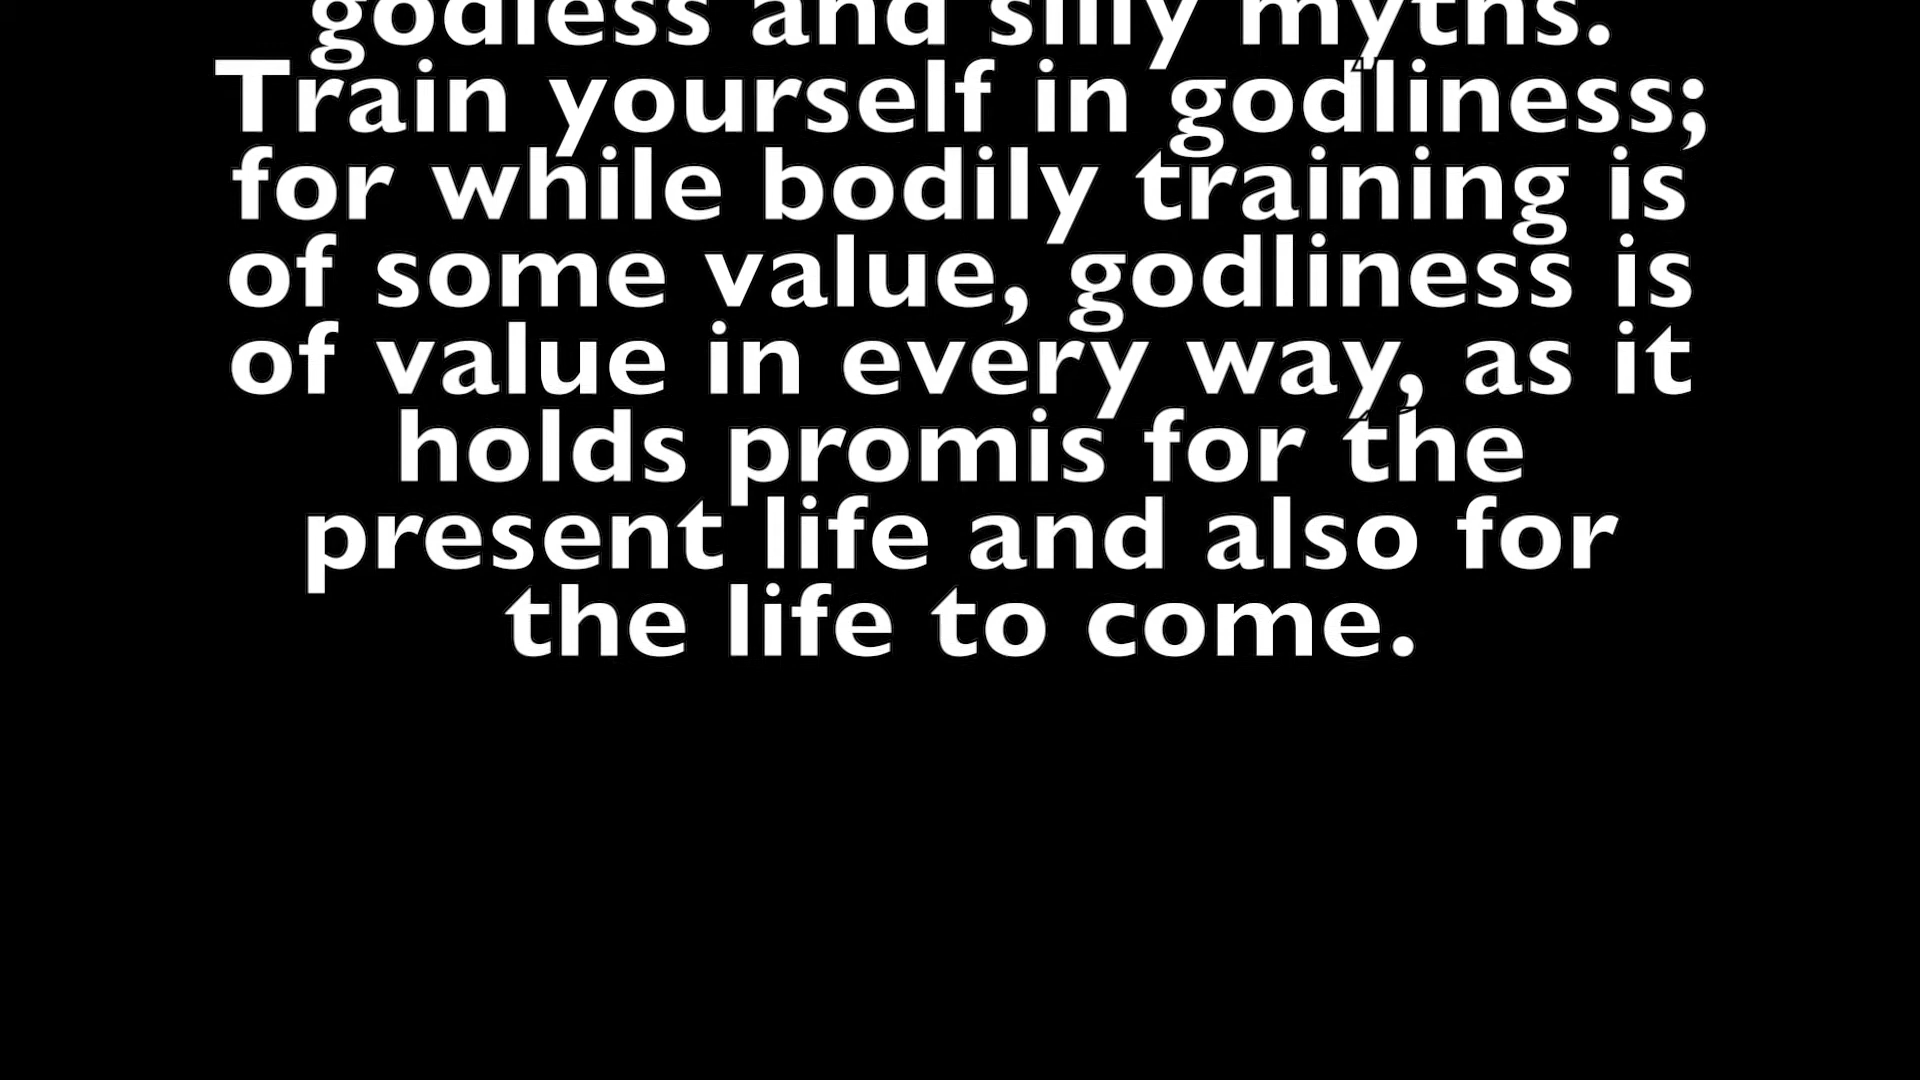 godless and silly myths.
Train yourself in godliness;
for while bodily training is
of some value, godliness is
of value in every way, as it
holds promis for the
present life and also for
the life to come.